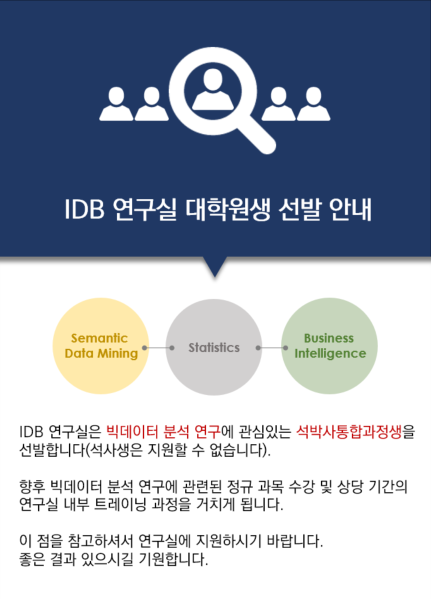 IDB 연구실 대학원생 선발 안내
Semantic
Data Mining
Statistics
Business
Intelligence
IDB 연구실은 빅데이터 분석 연구에 관심있는 석박사통합과정생을
선발합니다(석사생은 지원할 수 없습니다).
향후 빅데이터 분석 연구에 관련된 정규 과목 수강 및 상당 기간의
연구실 내부 트레이닝 과정을 거치게 됩니다.
이 점을 참고하셔서 연구실에 지원하시기 바랍니다.
좋은 결과 있으시길 기원합니다.